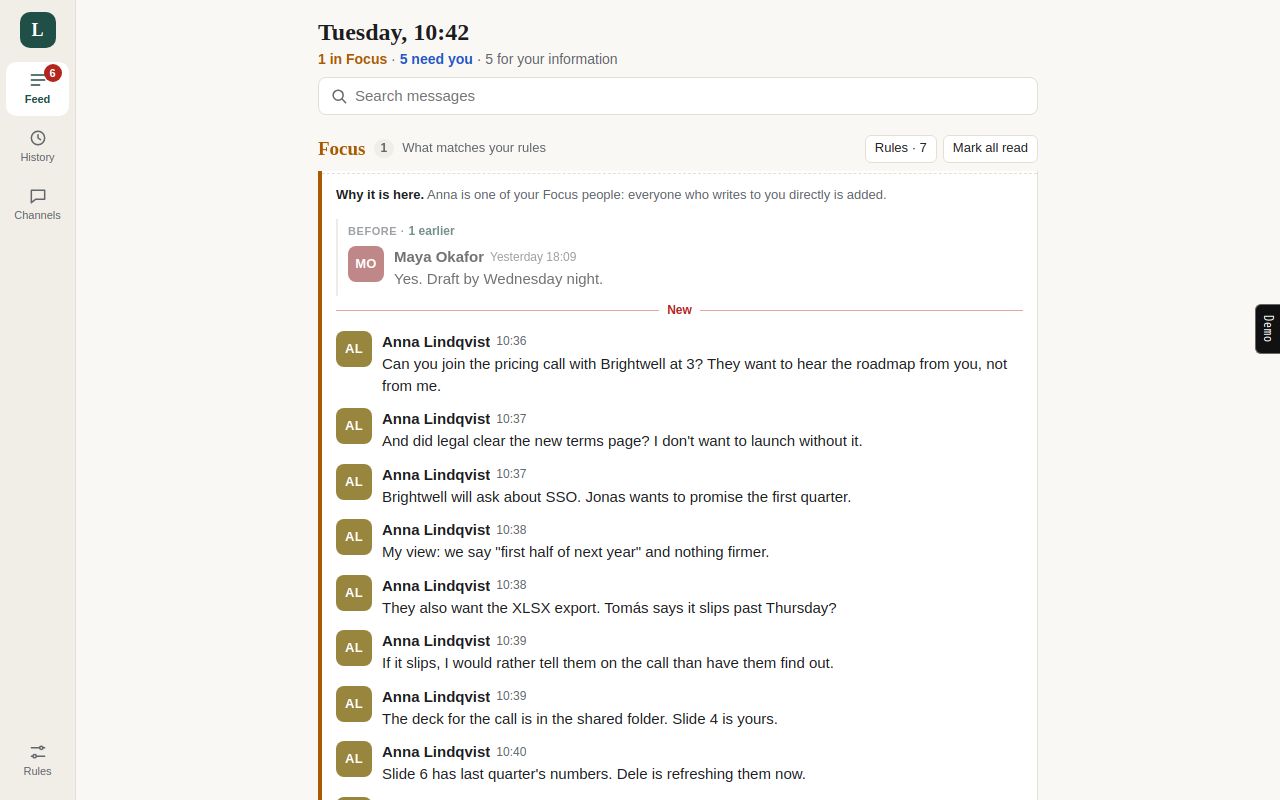 L
6
Feed
History
Channels
Rules
Tuesday, 10:42
1 in Focus · 5 need you · 5 for your information
Search messages
Focus 1 What matches your rules
Rules · 7
Mark all read
Why it is here. Anna is one of your Focus people: everyone who writes to you directly is added.
BEFORE · 1 earlier
MO
Maya Okafor Yesterday 18:09
Yes. Draft by Wednesday night.
New
AL
Anna Lindqvist 10:36
Can you join the pricing call with Brightwell at 3? They want to hear the roadmap from you, not
from me.
AL
Anna Lindqvist 10:37
And did legal clear the new terms page? I don't want to launch without it.
AL
Anna Lindqvist 10:37
Brightwell will ask about SSO. Jonas wants to promise the first quarter.
AL
Anna Lindqvist 10:38
My view: we say "first half of next year" and nothing firmer.
AL
Anna Lindqvist 10:38
They also want the XLSX export. Tomás says it slips past Thursday?
AL
Anna Lindqvist 10:39
If it slips, I would rather tell them on the call than have them find out.
AL
Anna Lindqvist 10:39
The deck for the call is in the shared folder. Slide 4 is yours.
AL
Anna Lindqvist 10:40
Slide 6 has last quarter's numbers. Dele is refreshing them now.
Demo